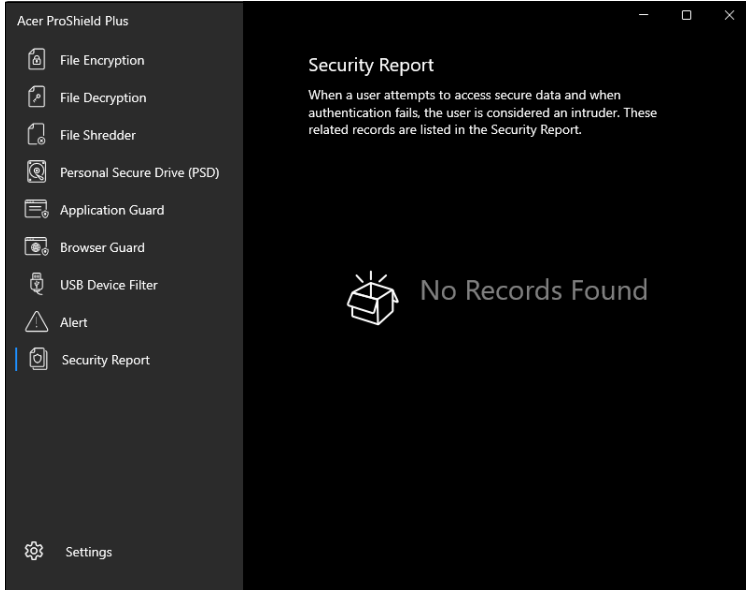 Acer ProShield Plus
File Encryption
File Decryption
File Shredder
Personal Secure Drive (PSD)
Application Guard
Browser Guard
USB Device Filter
Alert
Security Report
Settings
Security Report
When a user attempts to access secure data and when
authentication fails, the user is considered an intruder. These
related records are listed in the Security Report.
No Records Found